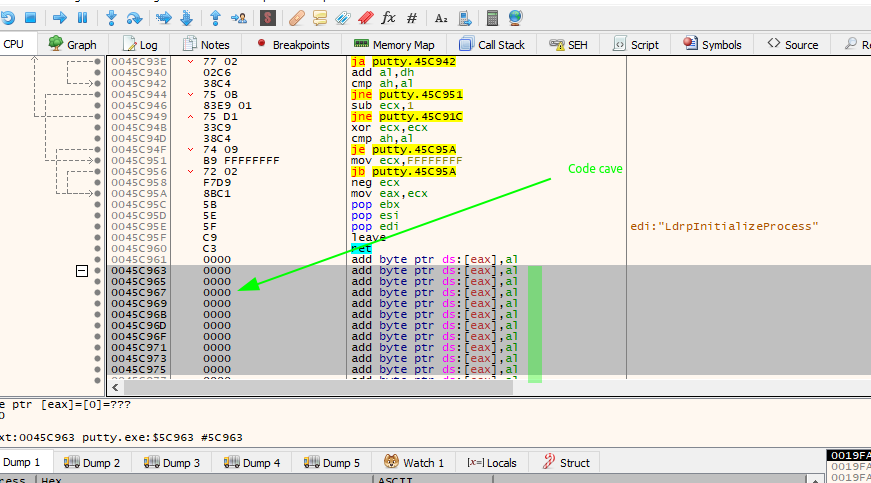 CPU Graph Log Notes Breakpoints Memory Map Call Stack SEH Script Symbols Source Re
0045C93E 77 02 ja putty.45C942
0045C940 02C6 add al,dh
0045C942 38C4 cmp ah,al
0045C944 75 0B jne putty.45C951
0045C946 83E9 01 sub ecx,1
0045C949 75 D1 jne putty.45C91C
0045C94B 33C9 xor ecx,ecx
0045C94D 38C4 cmp ah,al
0045C94F 74 09 je putty.45C95A
0045C951 B9 FFFFFFFF mov ecx,FFFFFFFF
0045C956 72 02 jb putty.45C95A
0045C958 F7D9 neg ecx
0045C95A 8BC1 mov eax,ecx
0045C95C 5B pop ebx
0045C95D 5E pop esi
0045C95E 5F pop edi edi:"LdrpInitializeProcess"
0045C95F C9 leave
0045C960 C3 ret
0045C961 0000 add byte ptr ds:[eax],al
0045C963 0000 add byte ptr ds:[eax],al
0045C965 0000 add byte ptr ds:[eax],al
0045C967 0000 add byte ptr ds:[eax],al
0045C969 0000 add byte ptr ds:[eax],al
0045C96B 0000 add byte ptr ds:[eax],al
0045C96D 0000 add byte ptr ds:[eax],al
0045C96F 0000 add byte ptr ds:[eax],al
0045C971 0000 add byte ptr ds:[eax],al
0045C973 0000 add byte ptr ds:[eax],al
0045C975 0000 add byte ptr ds:[eax],al
0045C977 0000 add byte ptr ds:[eax],al
Code cave
e ptr [eax]=[0]=???
0
xt:0045C963 putty.exe:$5C963 #5C963
Dump 1 Dump 2 Dump 3 Dump 4 Dump 5 Watch 1 [x]= Locals Struct
ress Hex ASCII
0019FA
0019FA
0019FA